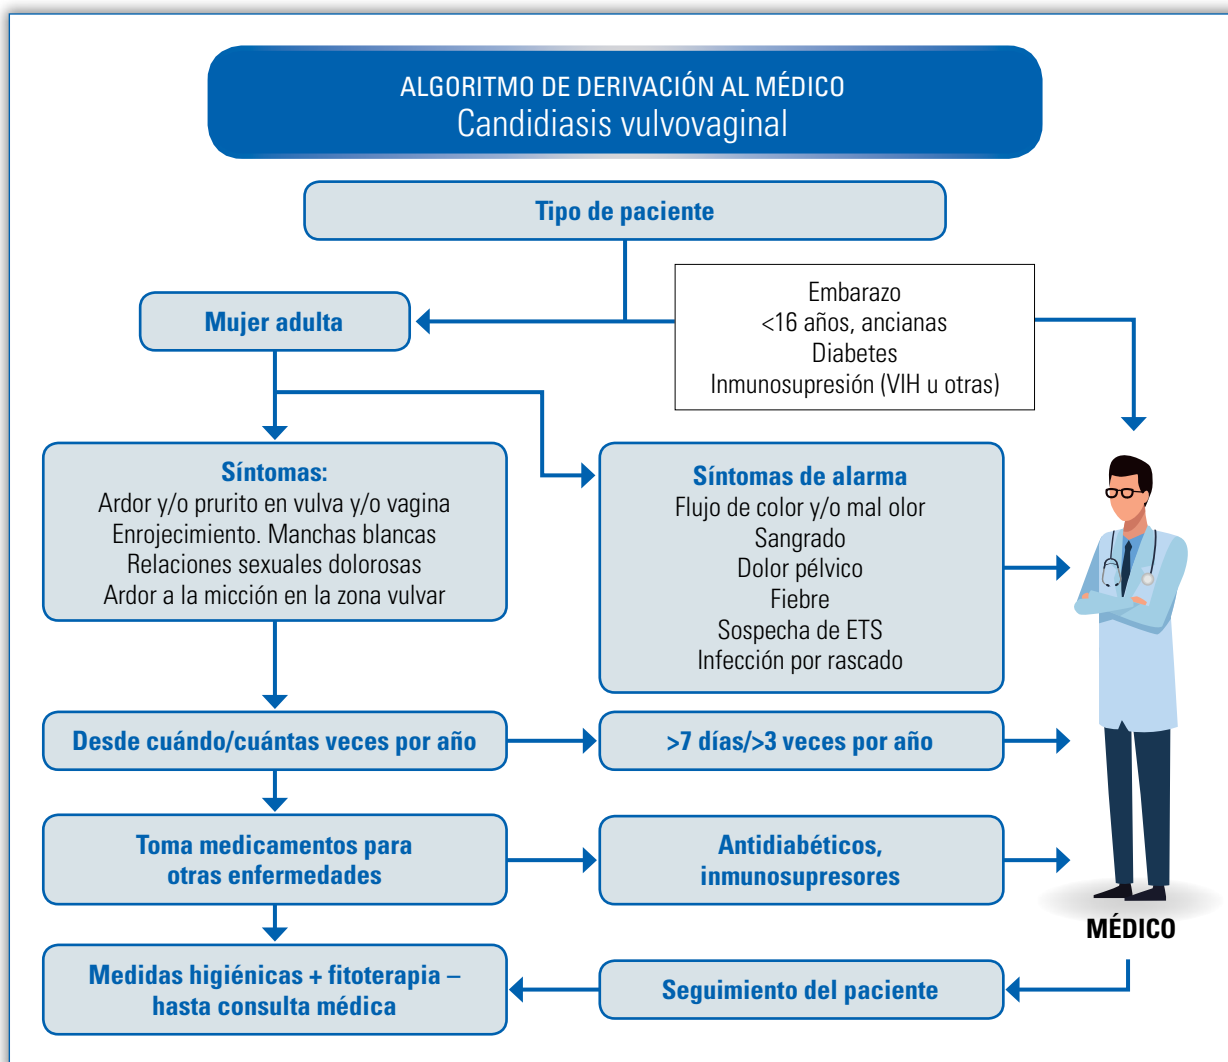 ALGORITMO DE DERIVACIÓN AL MÉDICO
Candidiasis vulvovaginal
Tipo de paciente
Mujer adulta
Embarazo
<16 años, ancianas
Diabetes
Inmunosupresión (VIH u otras)
Síntomas:
Ardor y/o prurito en vulva y/o vagina
Enrojecimiento. Manchas blancas
Relaciones sexuales dolorosas
Ardor a la micción en la zona vulvar
Síntomas de alarma
Flujo de color y/o mal olor
Sangrado
Dolor pélvico
Fiebre
Sospecha de ETS
Infección por rascado
Desde cuándo/cuántas veces por año
>7 días/>3 veces por año
Toma medicamentos para
otras enfermedades
Antidiabéticos,
inmunosupresores
MÉDICO
Medidas higiénicas + fitoterapia –
hasta consulta médica
Seguimiento del paciente